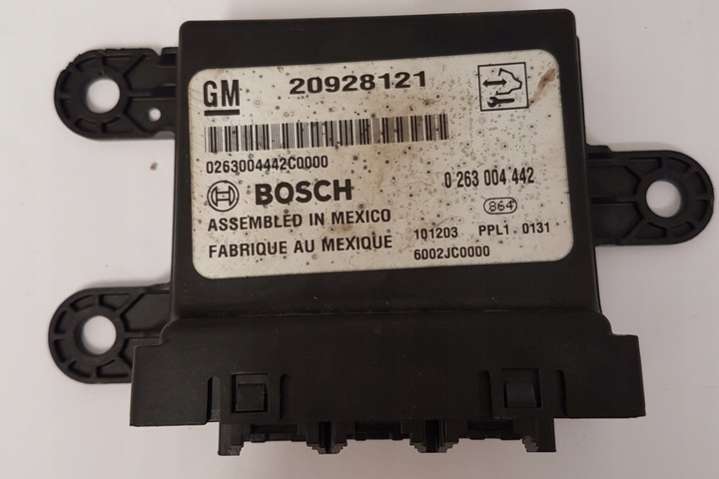 GM 20928121
0263004442C0000
BOSCH 0 263 004 442
ASSEMBLED IN MEXICO 864
FABRIQUE AU MEXIQUE 101203 PPL1.0131
6002JC0000